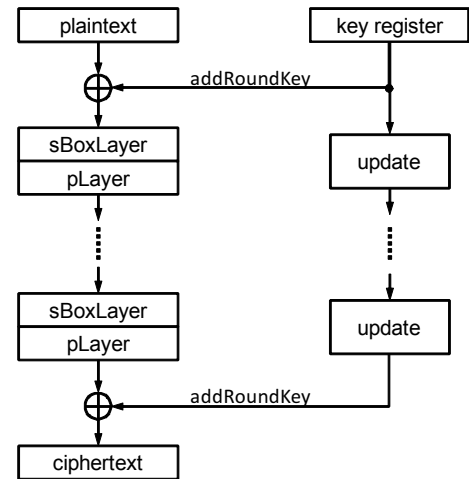 plaintext
key register
addRoundKey
sBoxLayer
pLayer
update
sBoxLayer
pLayer
update
addRoundKey
ciphertext